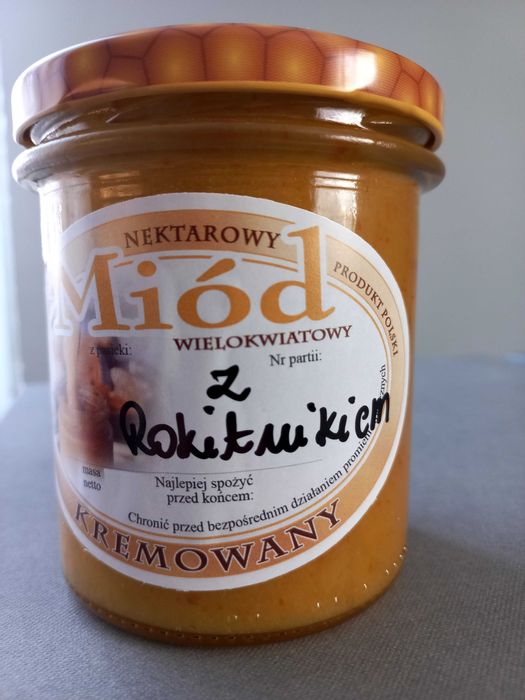 NEKTAROWY
Miód
PRODUKT POLSKI
WIELOKWIATOWY
z pasieki:
Nr partii:
z
Rokitnikiem
masa
netto
Najlepiej spożyć
przed końcem:
Chronić przed bezpośrednim działaniem promieni
KREMOWANY